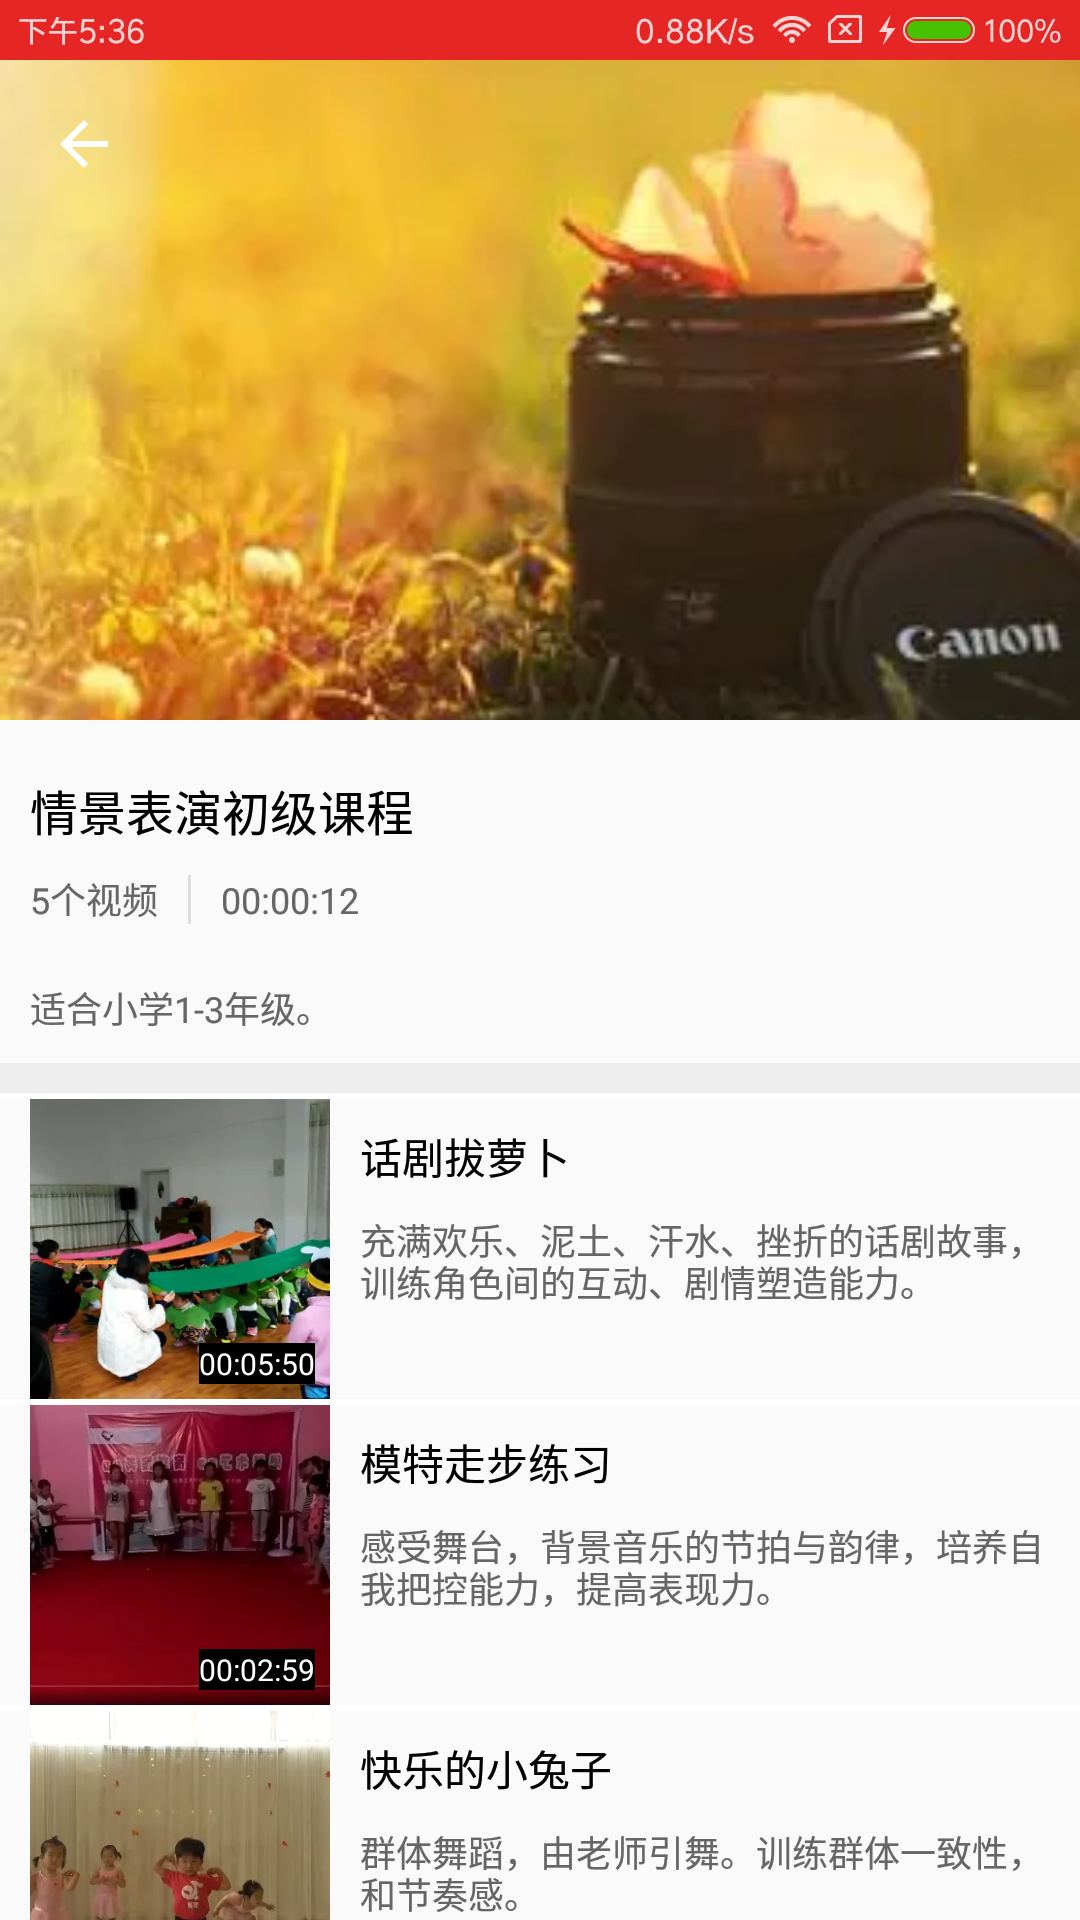 下午5:36
0.88K/s
100%
Canon
情景表演初级课程
5个视频
00:00:12
适合小学1-3年级。
话剧拔萝卜
充满欢乐、泥土、汗水、挫折的话剧故事，
训练角色间的互动、剧情塑造能力。
00:05:50
模特走步练习
感受舞台，背景音乐的节拍与韵律，培养自
我把控能力，提高表现力。
00:02:59
快乐的小兔子
群体舞蹈，由老师引舞。训练群体一致性，
和节奏感。